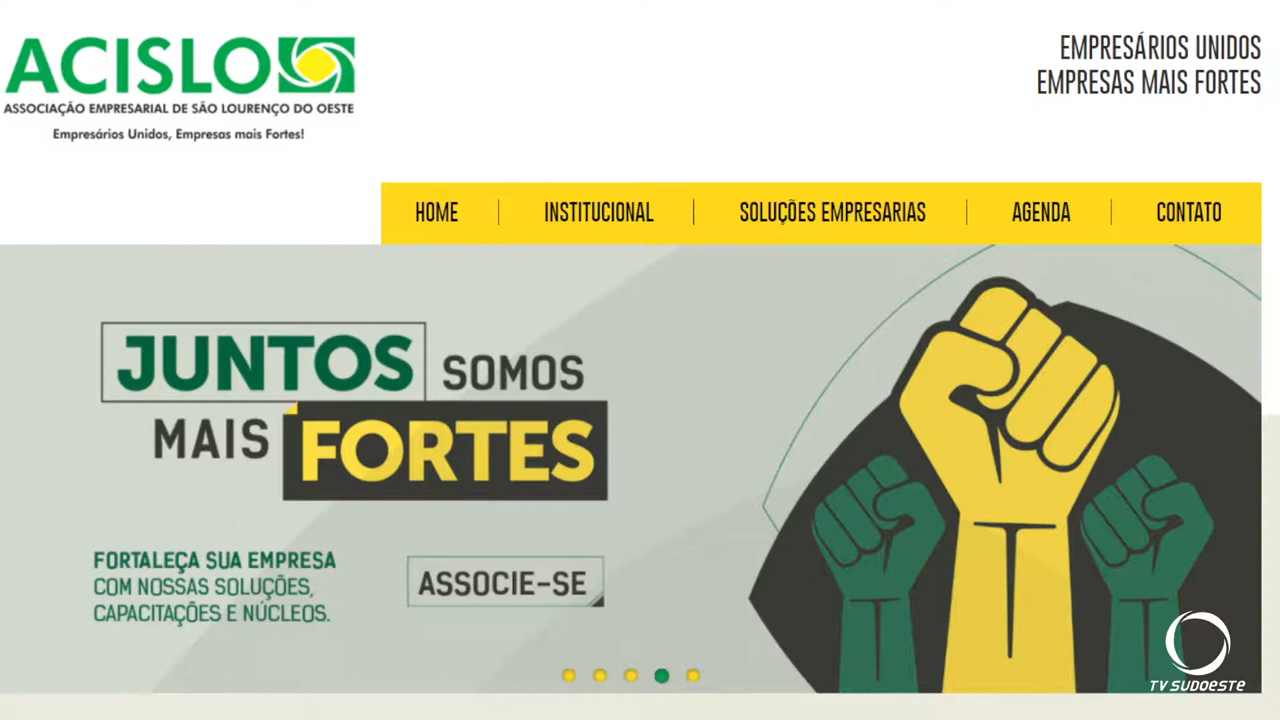 ACISLO
ASSOCIAÇÃO EMPRESARIAL DE SÃO LOURENÇO DO OESTE
Empresários Unidos, Empresas mais Fortes!
EMPRESÁRIOS UNIDOS
EMPRESAS MAIS FORTES
HOME
INSTITUCIONAL
SOLUÇÕES EMPRESARIAS
AGENDA
CONTATO
JUNTOS SOMOS
MAIS FORTES
FORTALEÇA SUA EMPRESA
COM NOSSAS SOLUÇÕES,
CAPACITAÇÕES E NÚCLEOS.
ASSOCIE-SE
TV SUDOESTE